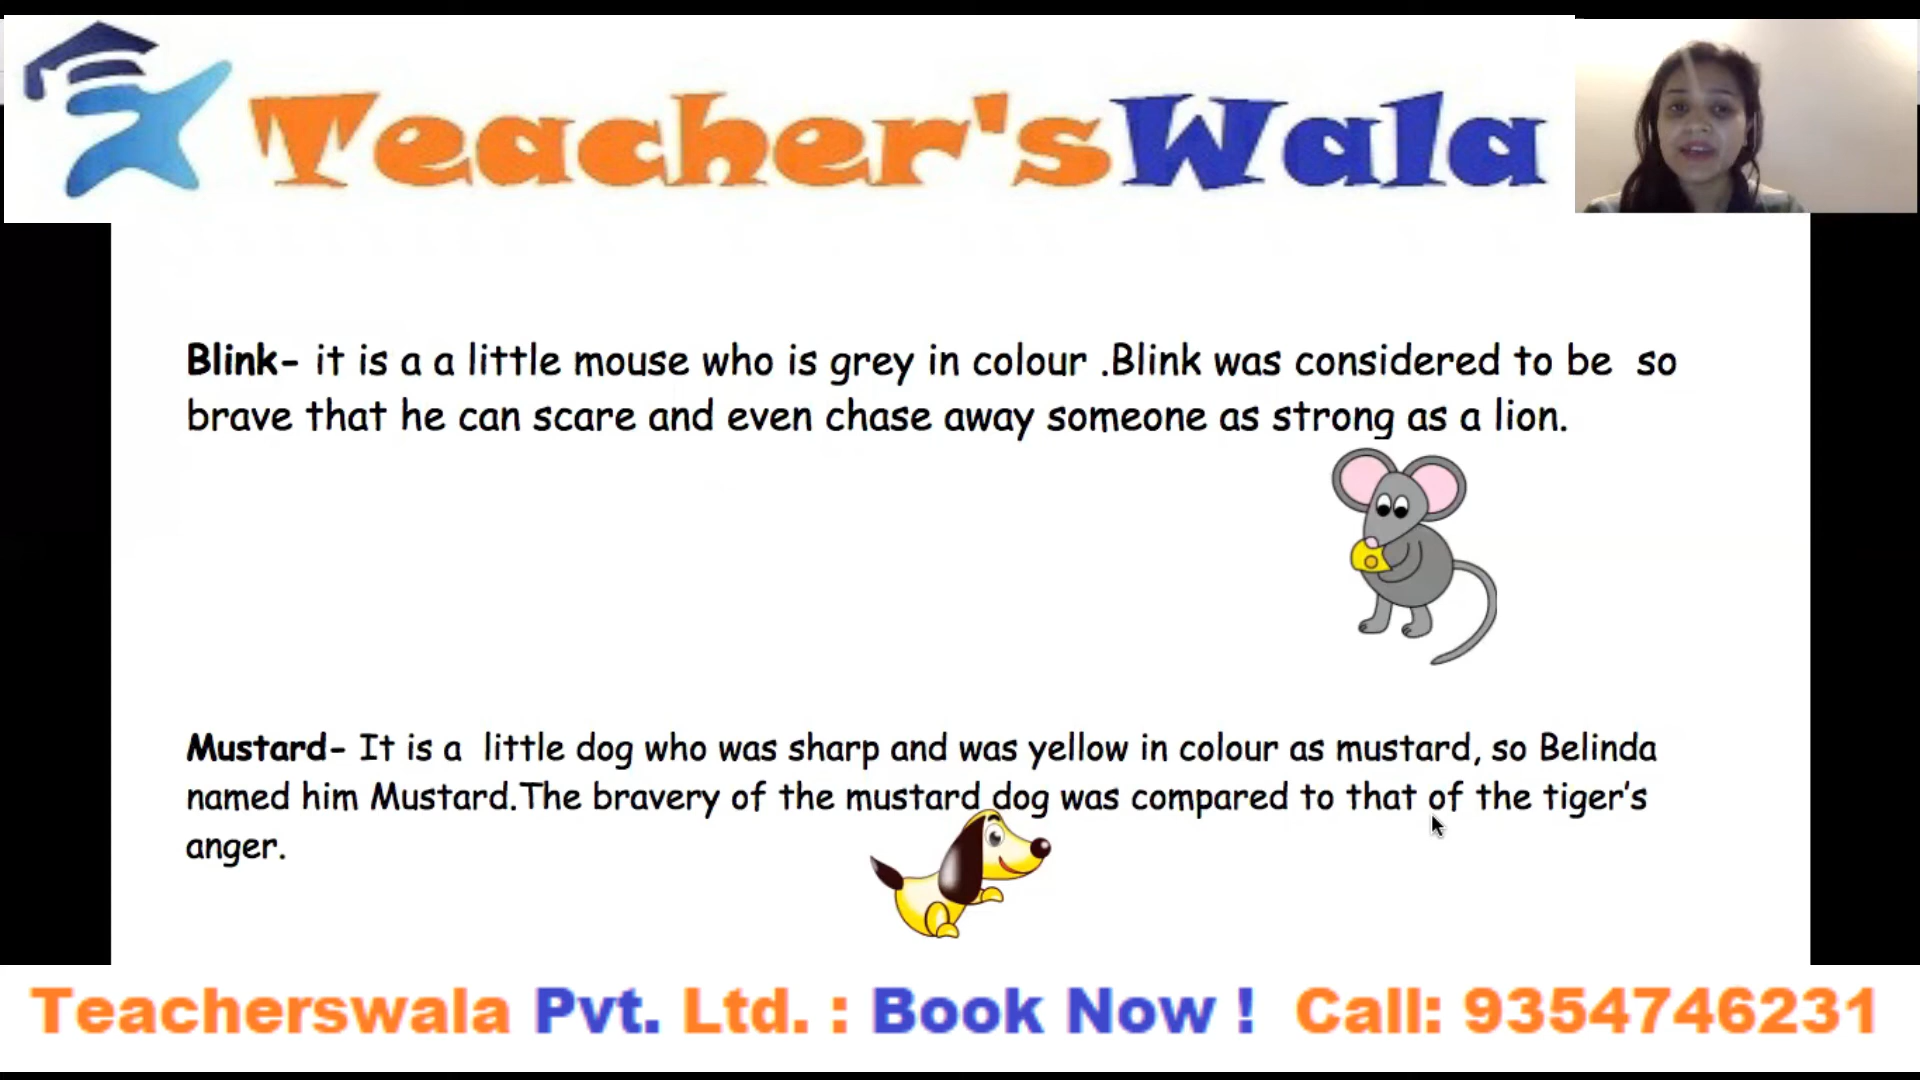 Teacher'sWala
Blink- it is a a little mouse who is grey in colour .Blink was considered to be  so
brave that he can scare and even chase away someone as strong as a lion.
Mustard- It is a  little dog who was sharp and was yellow in colour as mustard, so Belinda
named him Mustard.The bravery of the mustard dog was compared to that of the tiger’s
anger.
Teacherswala Pvt. Ltd. : Book Now !  Call: 9354746231